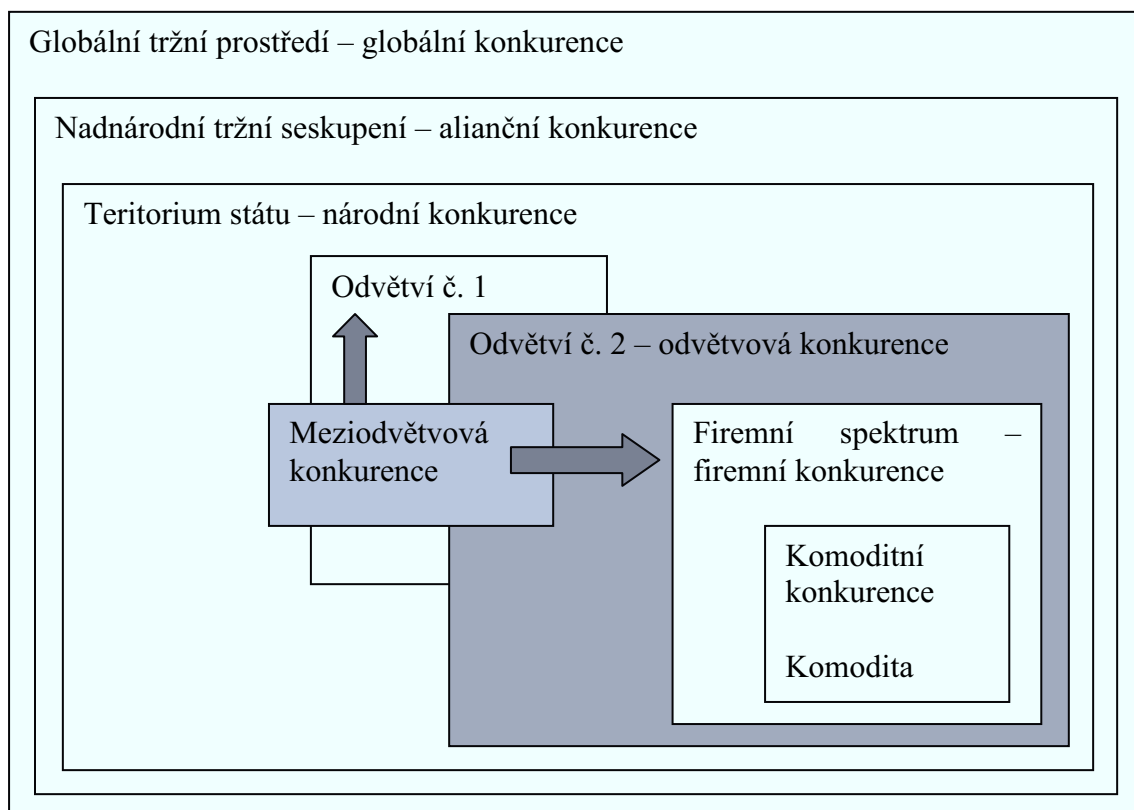 Globální tržní prostředí – globální konkurence
Nadnárodní tržní seskupení – alianční konkurence
Teritorium státu – národní konkurence
Odvětví č. 1
Odvětví č. 2 – odvětvová konkurence
Meziodvětvová
konkurence
Firemní spektrum –
firemní konkurence
Komoditní
konkurence
Komodita